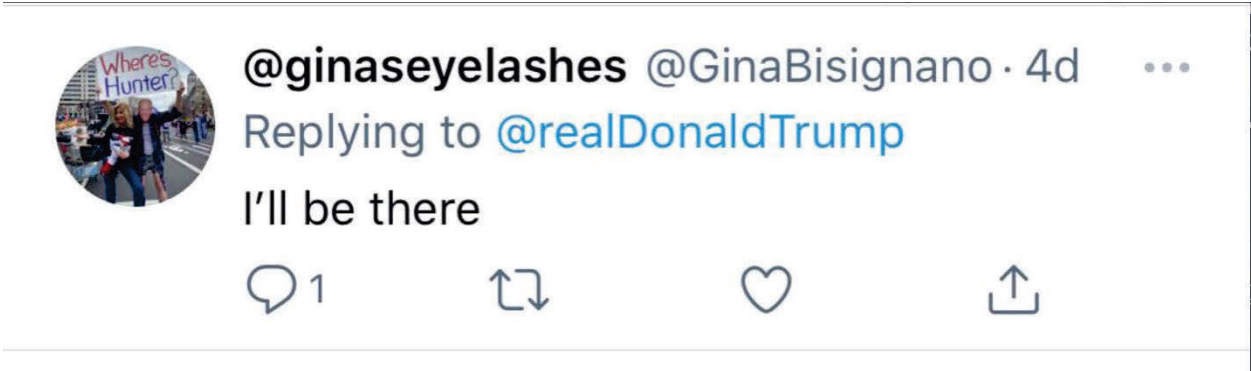 Where's
Hunter?
@ginaseyelashes @GinaBisignano · 4d
Replying to @realDonaldTrump
I'll be there
1